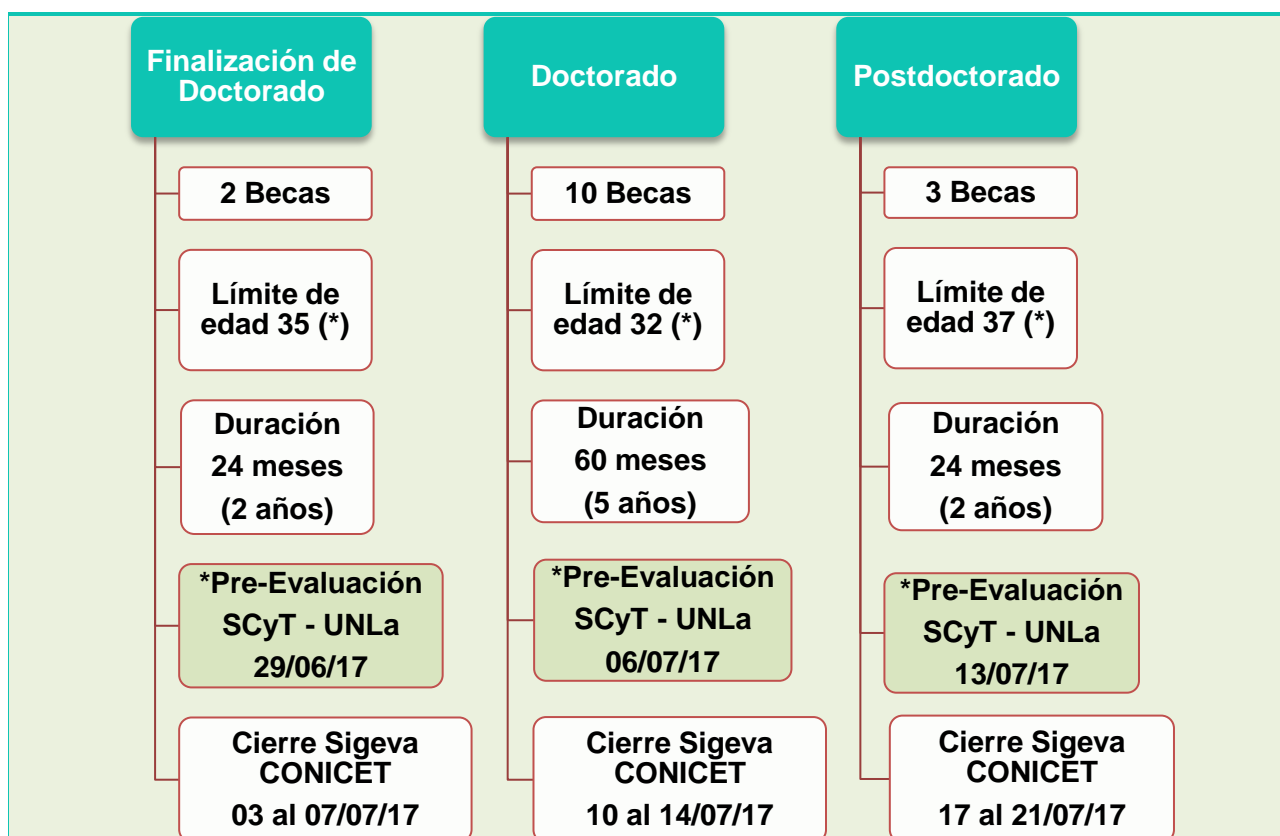 Finalización de
Doctorado
2 Becas
Límite de
edad 35 (*)
Duración
24 meses
(2 años)
*Pre-Evaluación
SCyT - UNLa
29/06/17
Cierre Sigeva
CONICET
03 al 07/07/17
Doctorado
10 Becas
Límite de
edad 32 (*)
Duración
60 meses
(5 años)
*Pre-Evaluación
SCyT - UNLa
06/07/17
Cierre Sigeva
CONICET
10 al 14/07/17
Postdoctorado
3 Becas
Límite de
edad 37 (*)
Duración
24 meses
(2 años)
*Pre-Evaluación
SCyT - UNLa
13/07/17
Cierre Sigeva
CONICET
17 al 21/07/17